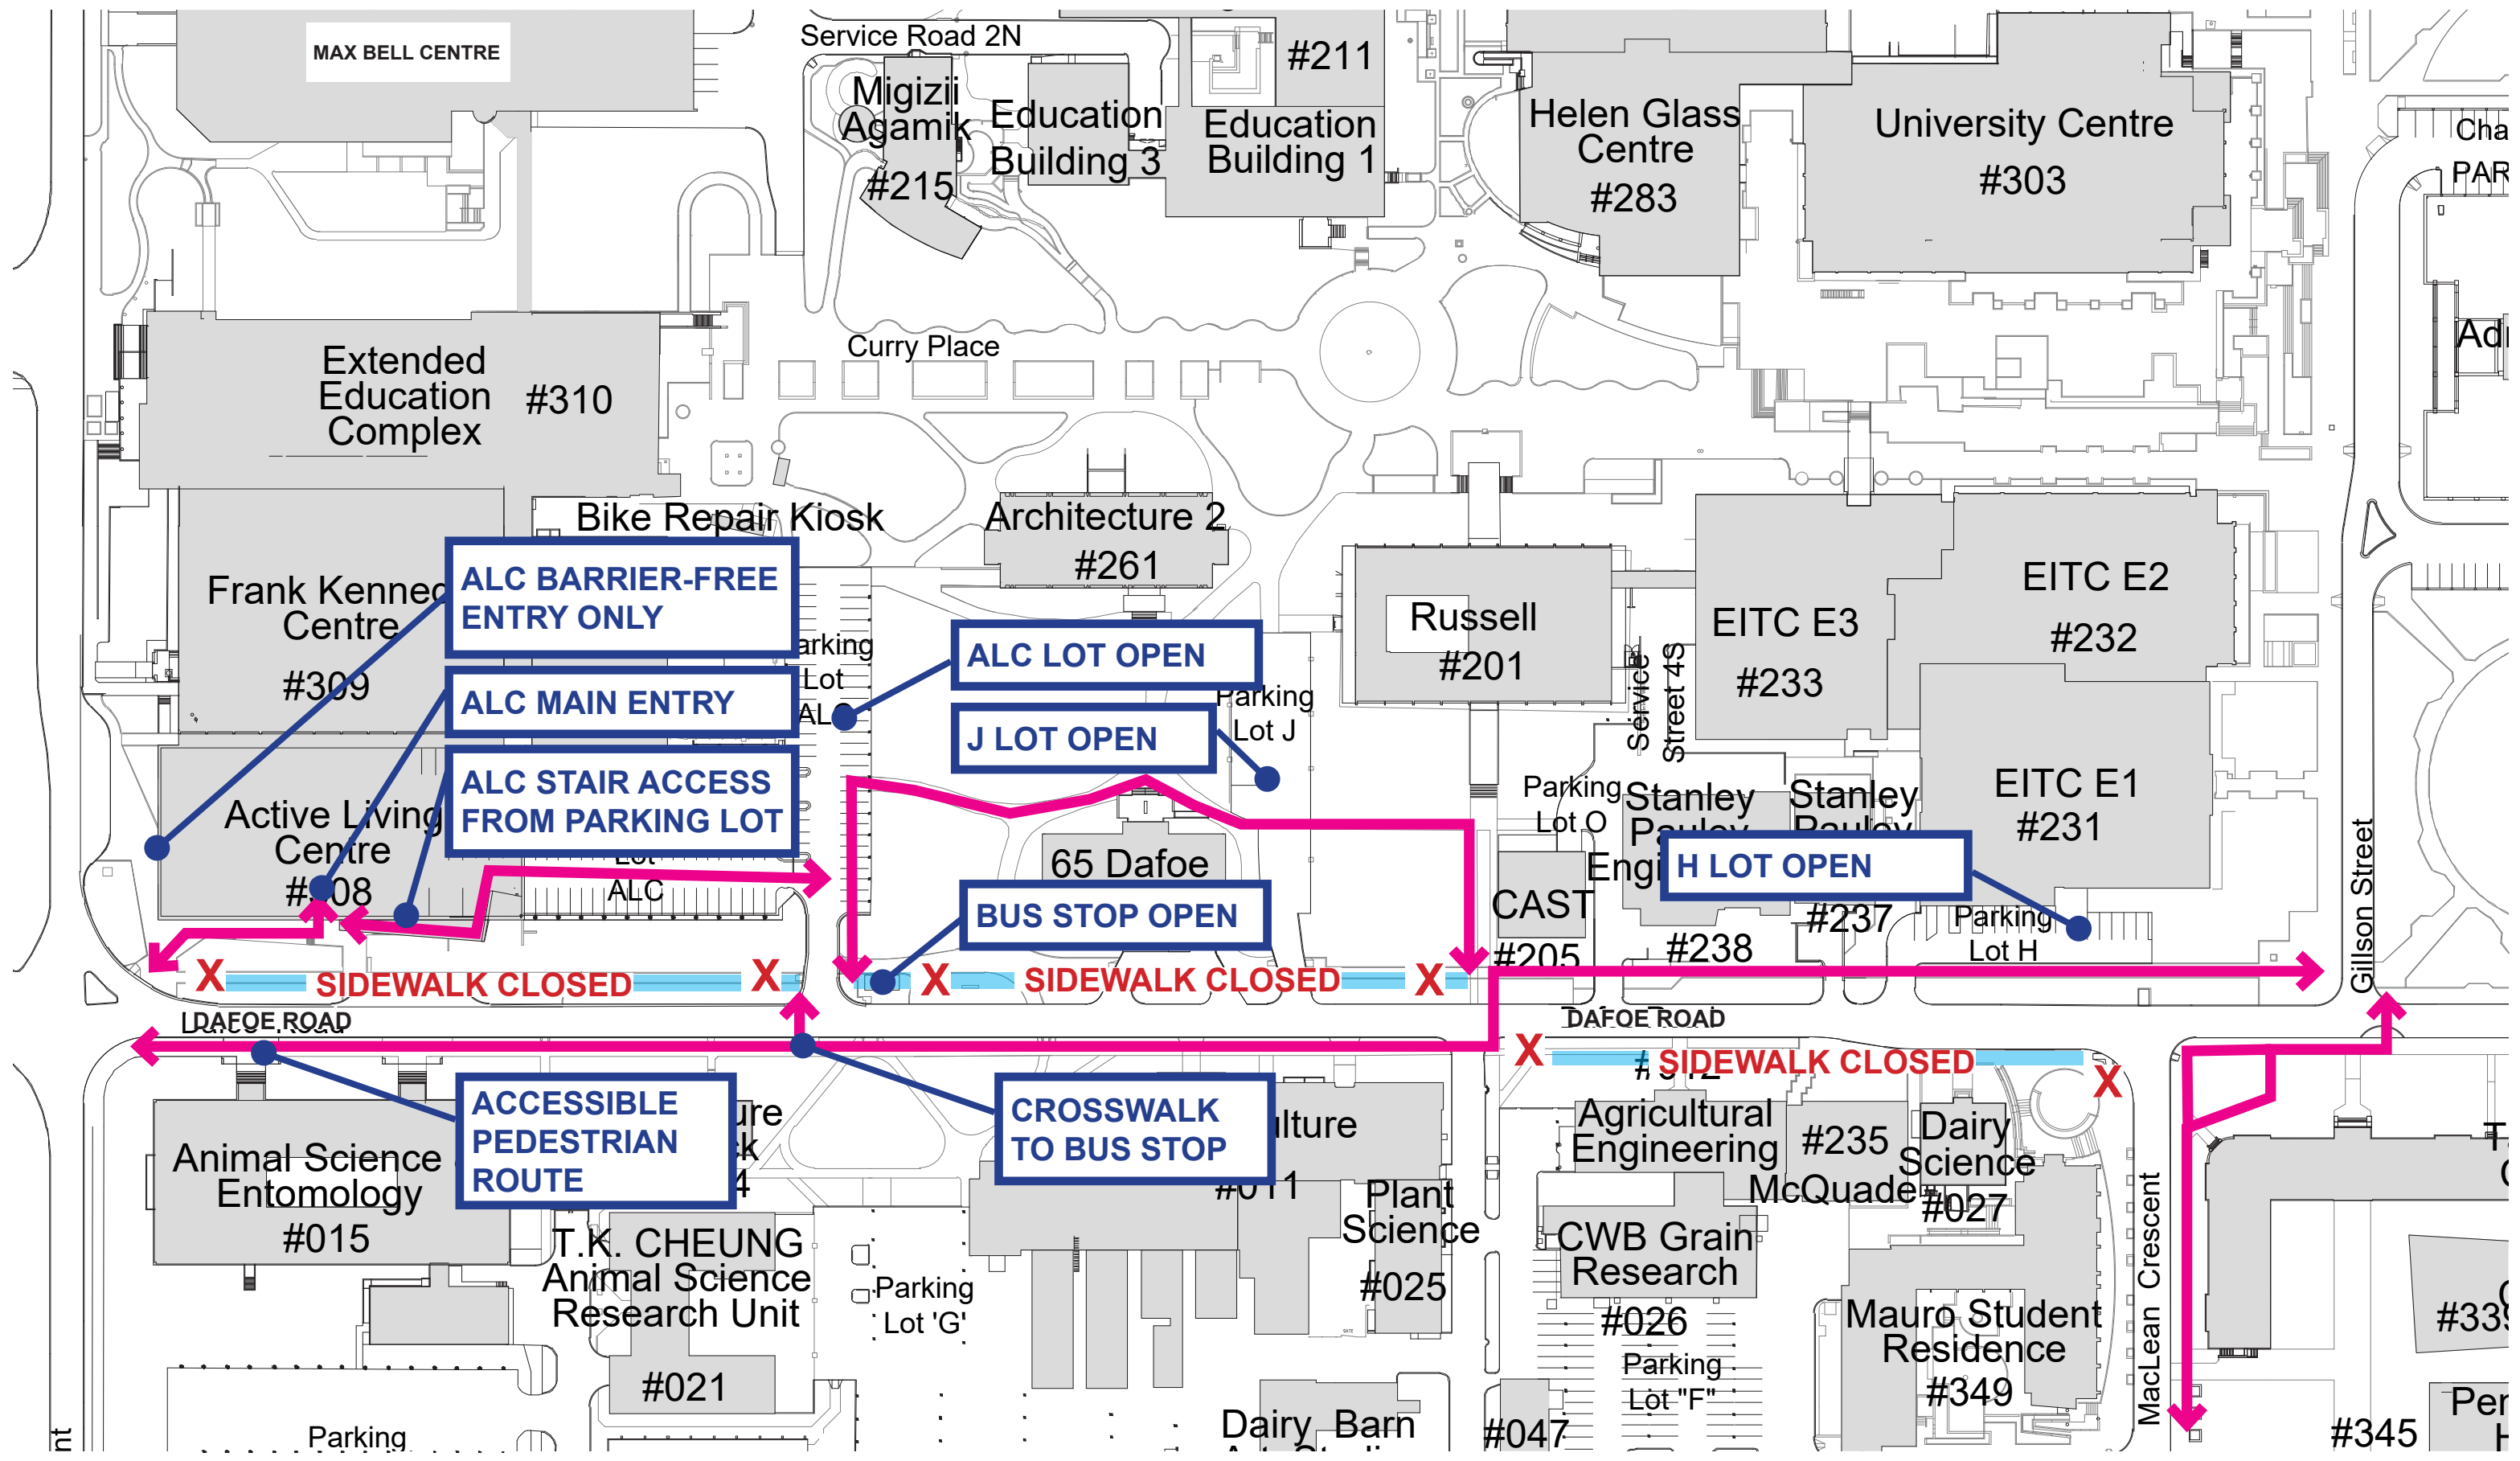 MAX BELL CENTRE
Service Road 2N
Migizii
Agamik
#215
Education
Building 3
#211
Education
Building 1
Helen Glass
Centre
#283
University Centre
#303
Curry Place
Extended
Education
Complex
#310
Bike Repair Kiosk
Architecture 2
#261
Frank
Centre
#309
ALC BARRIER-FREE
ENTRY ONLY
ALC MAIN ENTRY
ALC STAIR ACCESS
FROM PARKING LOT
Lot
ALC LOT OPEN
J LOT OPEN
Parking
Lot J
Russell
#201
Service
Street 4S
EITC E3
#233
EITC E2
#232
EITC E1
#231
Parking
Lot O
Stanley
Stanley
H LOT OPEN
Active Living
Centre
ALC
65 Dafoe
BUS STOP OPEN
CAST
#205
#238
#237
Parking
Lot H
Gillson Street
X
SIDEWALK CLOSED
X
X
SIDEWALK CLOSED
X
DAFOE ROAD
DAFOE ROAD
X
SIDEWALK CLOSED
X
ACCESSIBLE
PEDESTRIAN
ROUTE
CROSSWALK
TO BUS STOP
Animal Science
Entomology
#015
T.K. CHEUNG
Animal Science
Research Unit
#021
Parking
Lot 'G'
Plant
Science
#025
Agricultural
Engineering
#235
McQuade
Dairy
Science
#027
CWB Grain
Research
#026
Parking
Lot "F"
Mauro Student
Residence
#349
MacLean Crescent
Parking
Dairy Barn
#047
#345